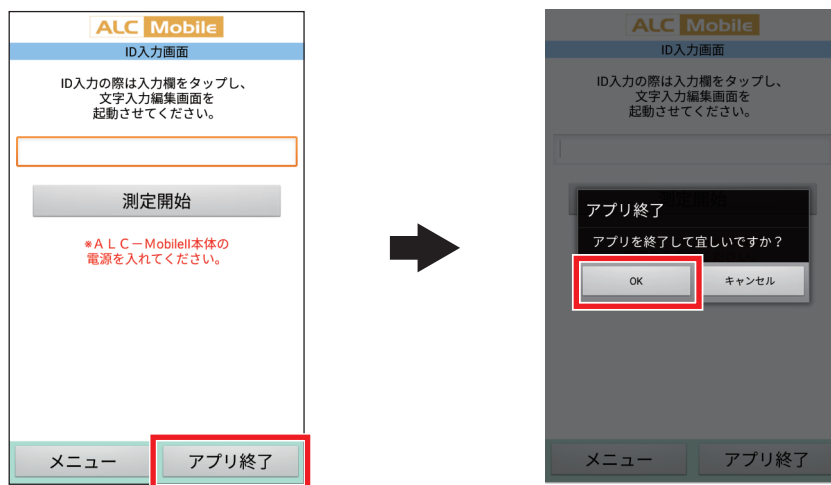 ALC Mobile
ID入力画面
ID入力の際は入力欄をタップし、
文字入力編集画面を
起動させてください。
測定開始
※ＡＬＣ－MobileII本体の
電源を入れてください。
メニュー
アプリ終了
ALC Mobile
ID入力画面
ID入力の際は入力欄をタップし、
文字入力編集画面を
起動させてください。
測定開始
アプリ終了
アプリを終了して宜しいですか？
OK
キャンセル
メニュー
アプリ終了